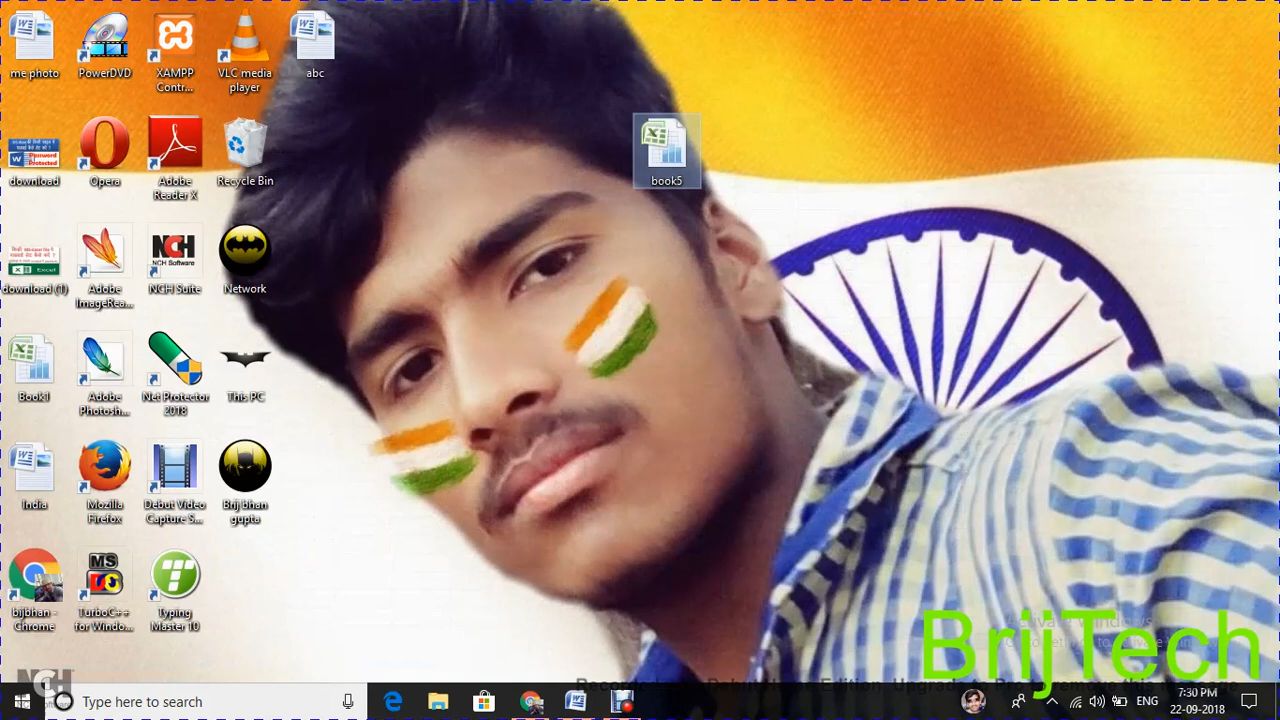 me photo
PowerDVD
XAMPP
Contr...
VLC media
player
abc
book5
download
Opera
Adobe
Reader X
Recycle Bin
download (1)
Adobe
ImageRea...
NCH Suite
Network
Book1
Adobe
Photosh...
Net Protector
2018
This PC
India
Mozilla
Firefox
Debut Video
Capture S...
Brij bhan
gupta
bijbhan -
Chrome
TurboC++
for Windo...
Typing
Master 10
BrijTech
Activate Windows
NCH
Type here to search
ENG
7:30 PM
22-09-2018